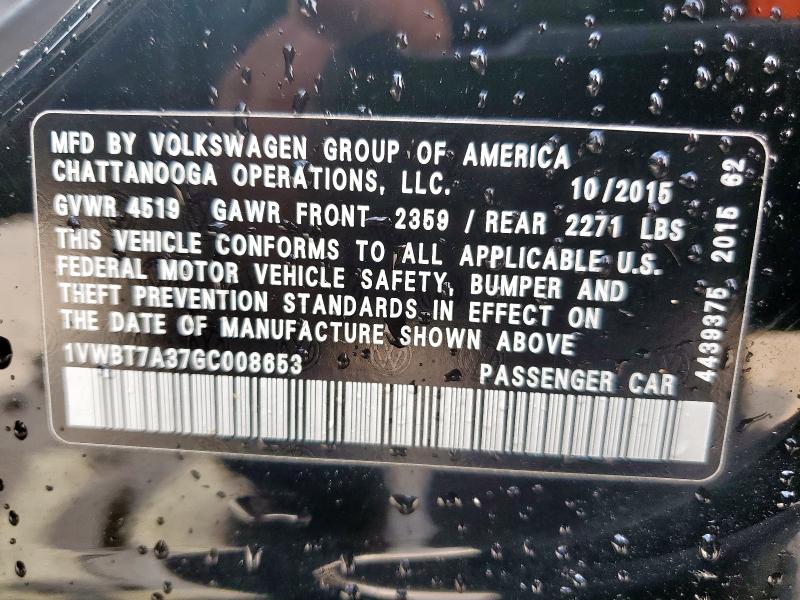 MFD BY VOLKSWAGEN GROUP OF AMERICA
CHATTANOOGA OPERATIONS, LLC. 10/2015
GVWR 4519 GAWR FRONT 2359 / REAR 2271 LBS
THIS VEHICLE CONFORMS TO ALL APPLICABLE U.S.
FEDERAL MOTOR VEHICLE SAFETY, BUMPER AND
THEFT PREVENTION STANDARDS IN EFFECT ON
THE DATE OF MANUFACTURE SHOWN ABOVE
1VWBT7A37GC008653 PASSENGER CAR
4439375 2015 62